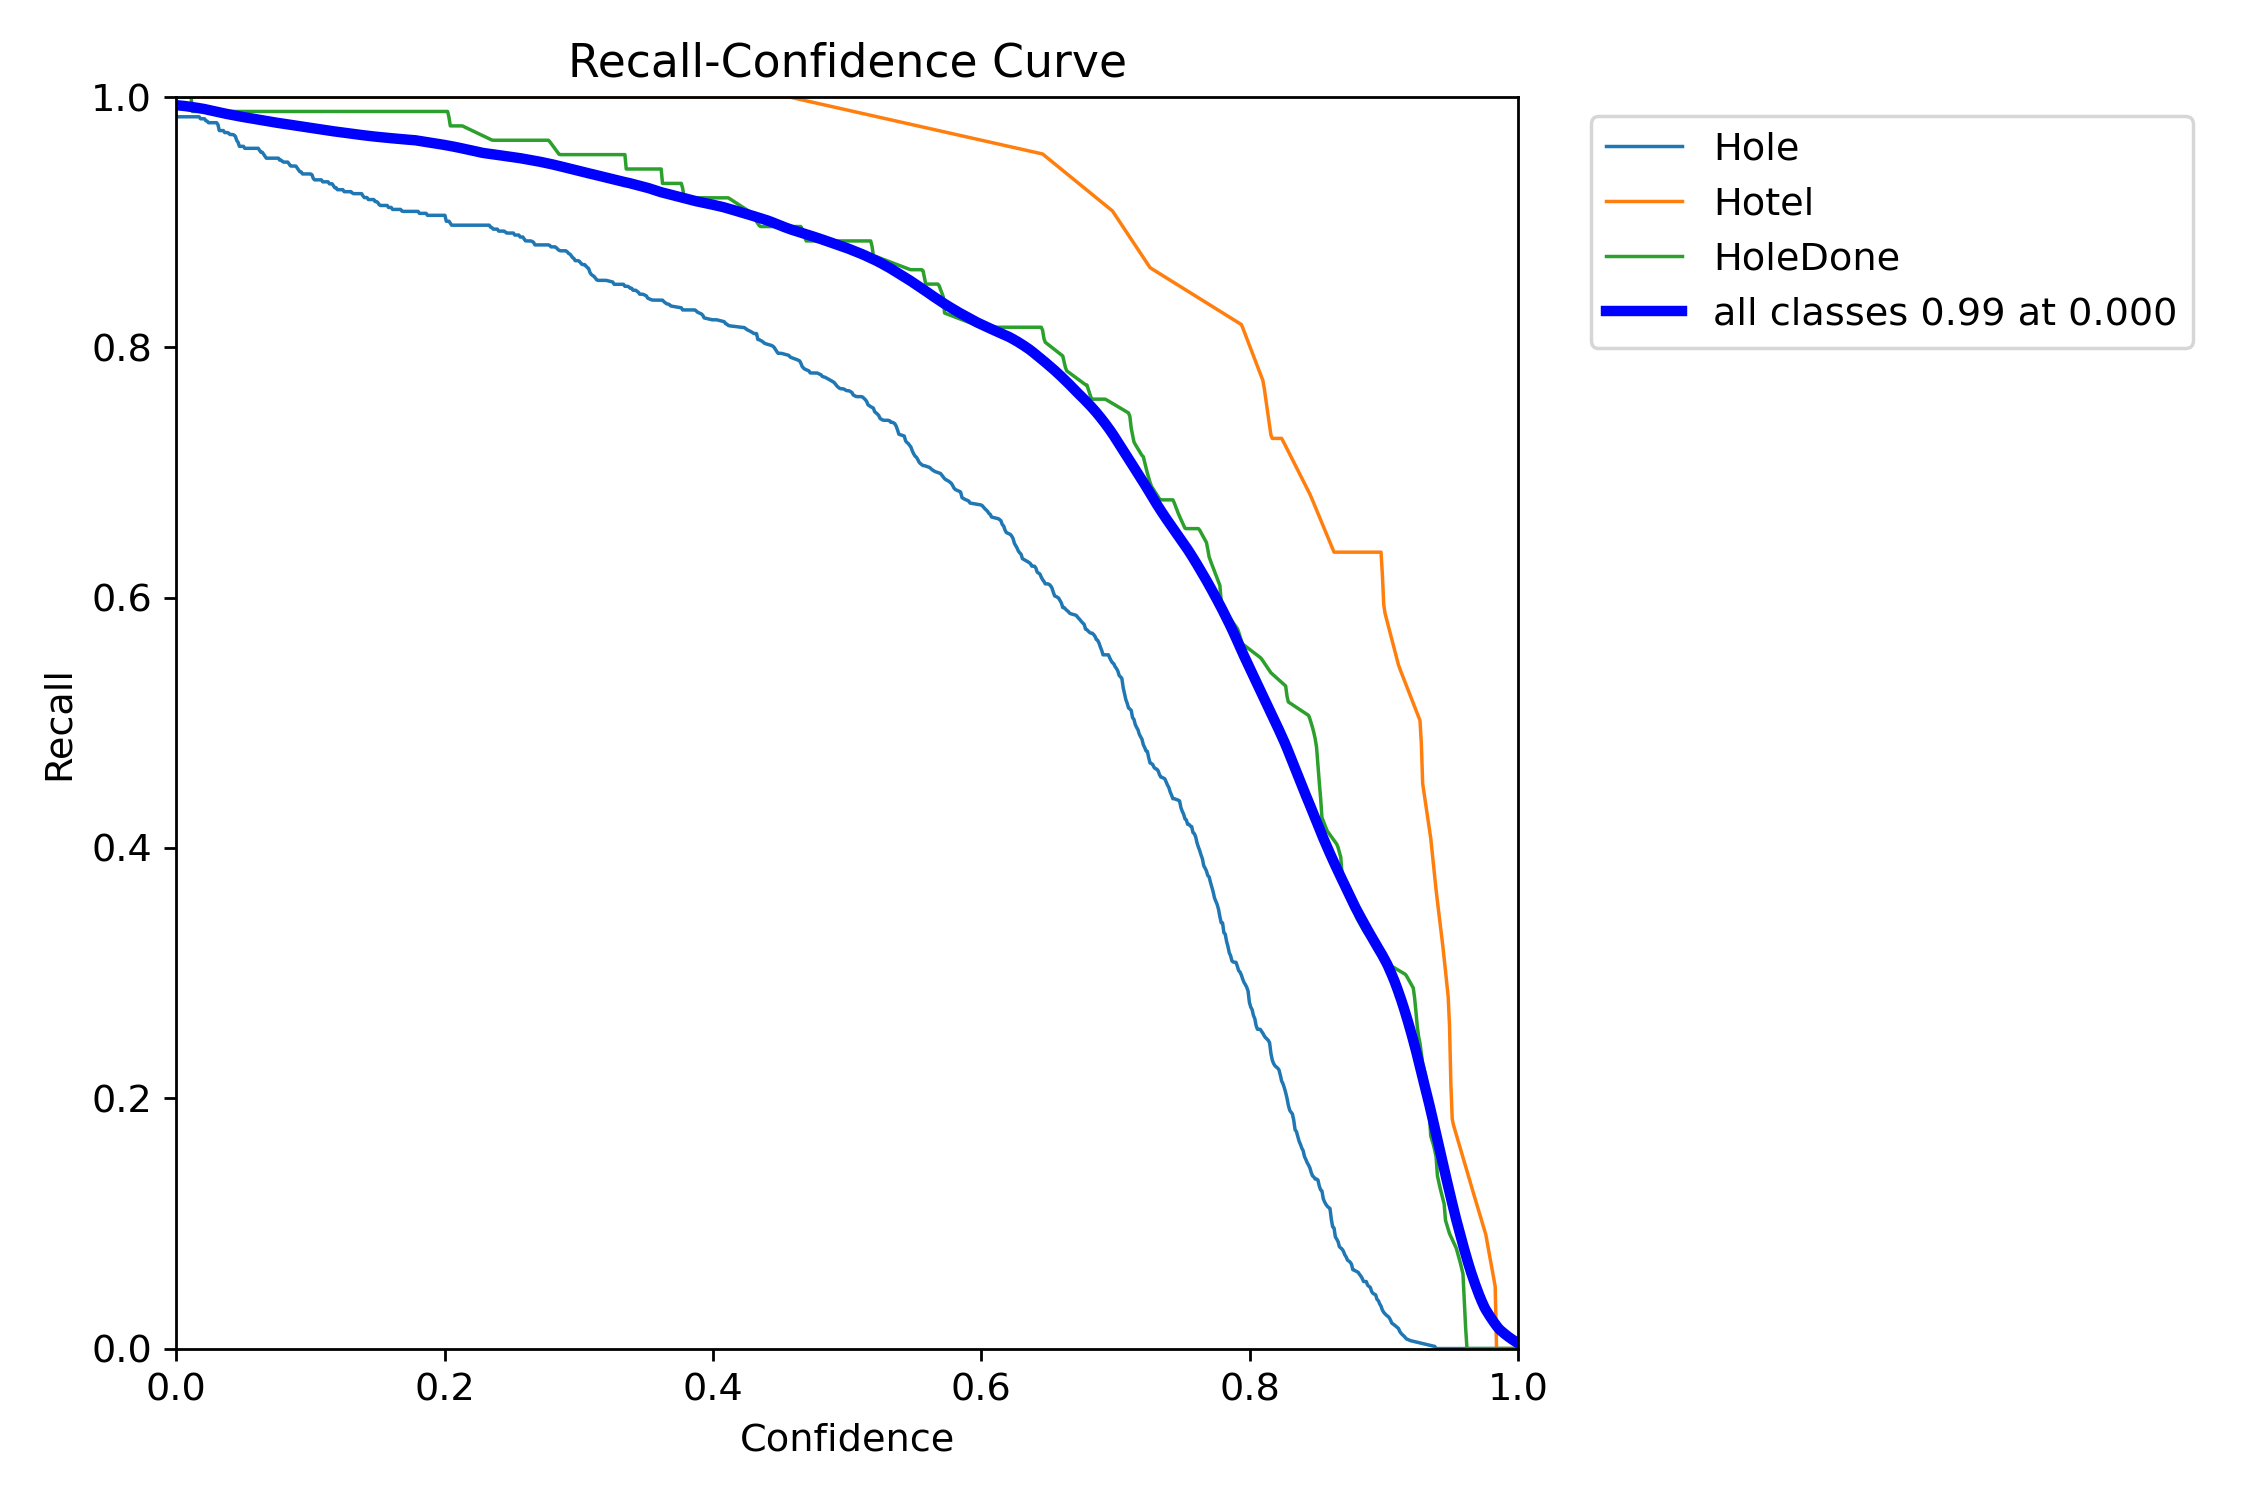 Recall-Confidence Curve
1.0
0.8
0.6
0.4
0.2
0.0
Recall
0.0 0.2 0.4 0.6 0.8 1.0
Confidence
Hole
Hotel
HoleDone
all classes 0.99 at 0.000